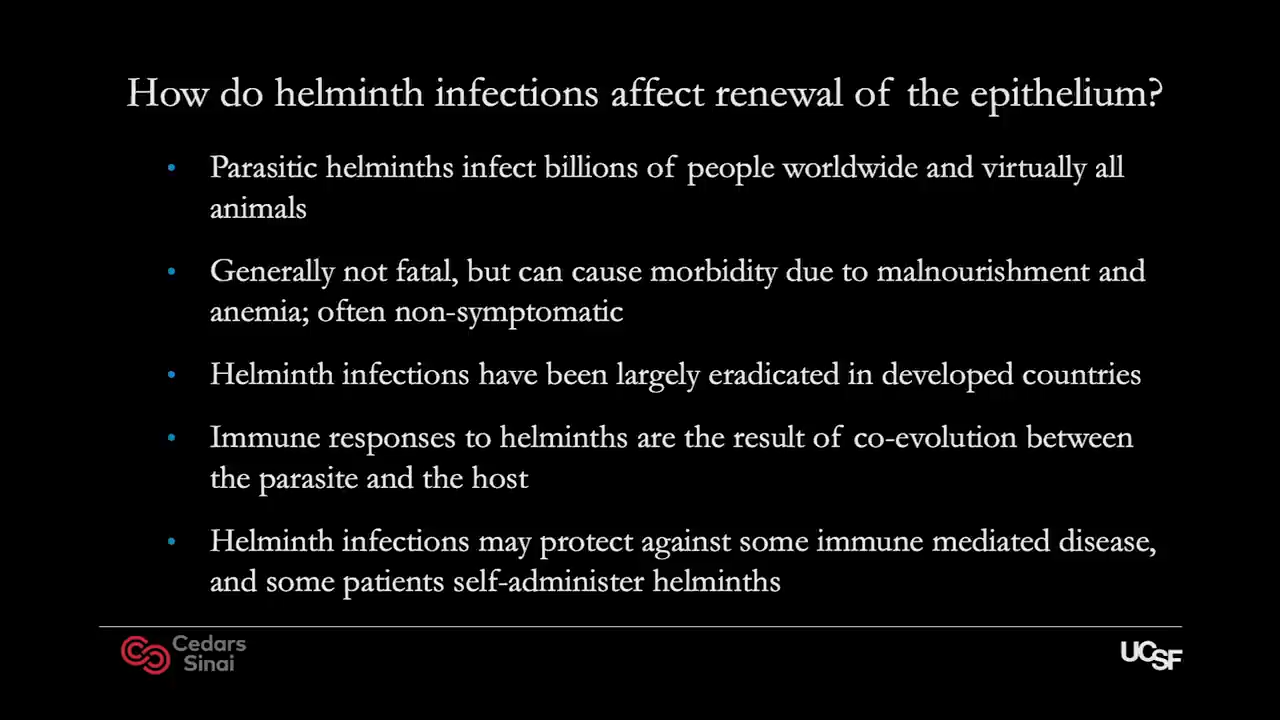 How do helminth infections affect renewal of the epithelium?
• Parasitic helminths infect billions of people worldwide and virtually all
animals
• Generally not fatal, but can cause morbidity due to malnourishment and
anemia; often non-symptomatic
• Helminth infections have been largely eradicated in developed countries
• Immune responses to helminths are the result of co-evolution between
the parasite and the host
• Helminth infections may protect against some immune mediated disease,
and some patients self-administer helminths
Cedars
Sinai
UCSF